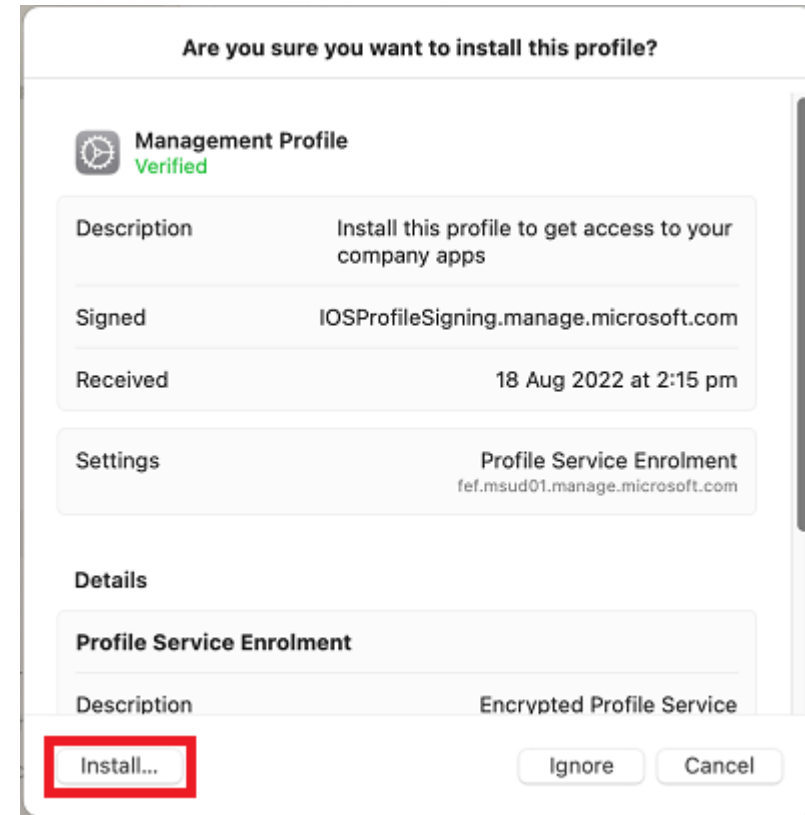 Are you sure you want to install this profile?
Management Profile
Verified
Description
Install this profile to get access to your
company apps
Signed
IOSProfileSigning.manage.microsoft.com
Received
18 Aug 2022 at 2:15 pm
Settings
Profile Service Enrolment
fef.msud01.manage.microsoft.com
Details
Profile Service Enrolment
Description
Encrypted Profile Service
Install...
Ignore
Cancel